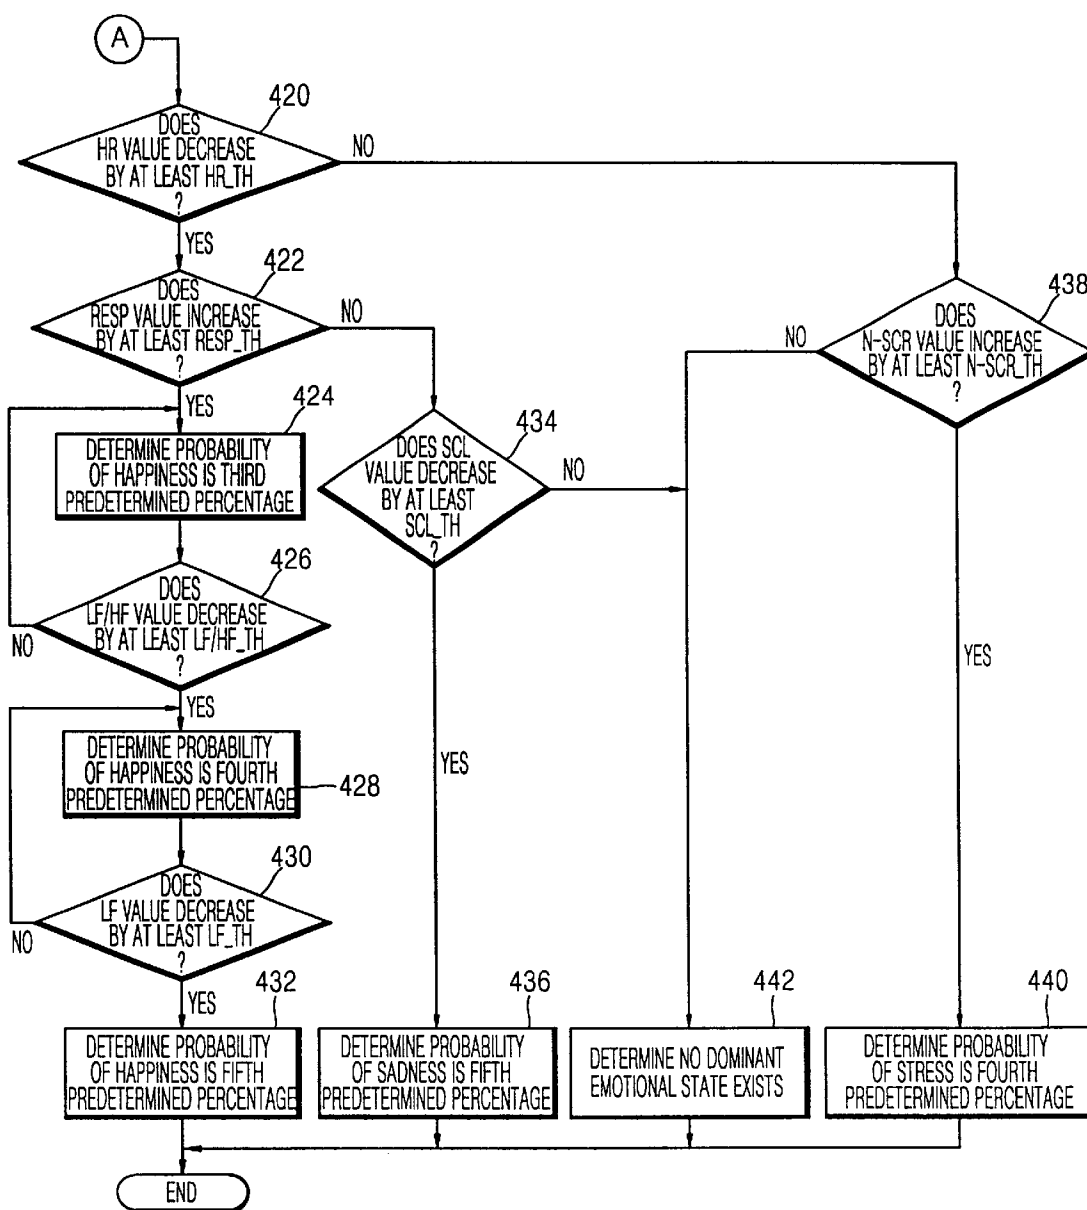 A
420
DOES
HR VALUE DECREASE
BY AT LEAST HR_TH
?
NO
YES
422
DOES
RESP VALUE INCREASE
BY AT LEAST RESP_TH
?
NO
438
DOES
N-SCR VALUE INCREASE
BY AT LEAST N-SCR_TH
?
NO
YES
424
DETERMINE PROBABILITY
OF HAPPINESS IS THIRD
PREDETERMINED PERCENTAGE
434
DOES SCL
VALUE DECREASE
BY AT LEAST
SCL_TH
?
NO
426
DOES
LF/HF VALUE DECREASE
BY AT LEAST LF/HF_TH
?
NO
YES
YES
DETERMINE PROBABILITY
OF HAPPINESS IS FOURTH
PREDETERMINED PERCENTAGE
428
YES
430
DOES
LF VALUE DECREASE
BY AT LEAST LF_TH
?
NO
YES
432
DETERMINE PROBABILITY
OF HAPPINESS IS FIFTH
PREDETERMINED PERCENTAGE
436
DETERMINE PROBABILITY
OF SADNESS IS FIFTH
PREDETERMINED PERCENTAGE
442
DETERMINE NO DOMINANT
EMOTIONAL STATE EXISTS
440
DETERMINE PROBABILITY
OF STRESS IS FOURTH
PREDETERMINED PERCENTAGE
END